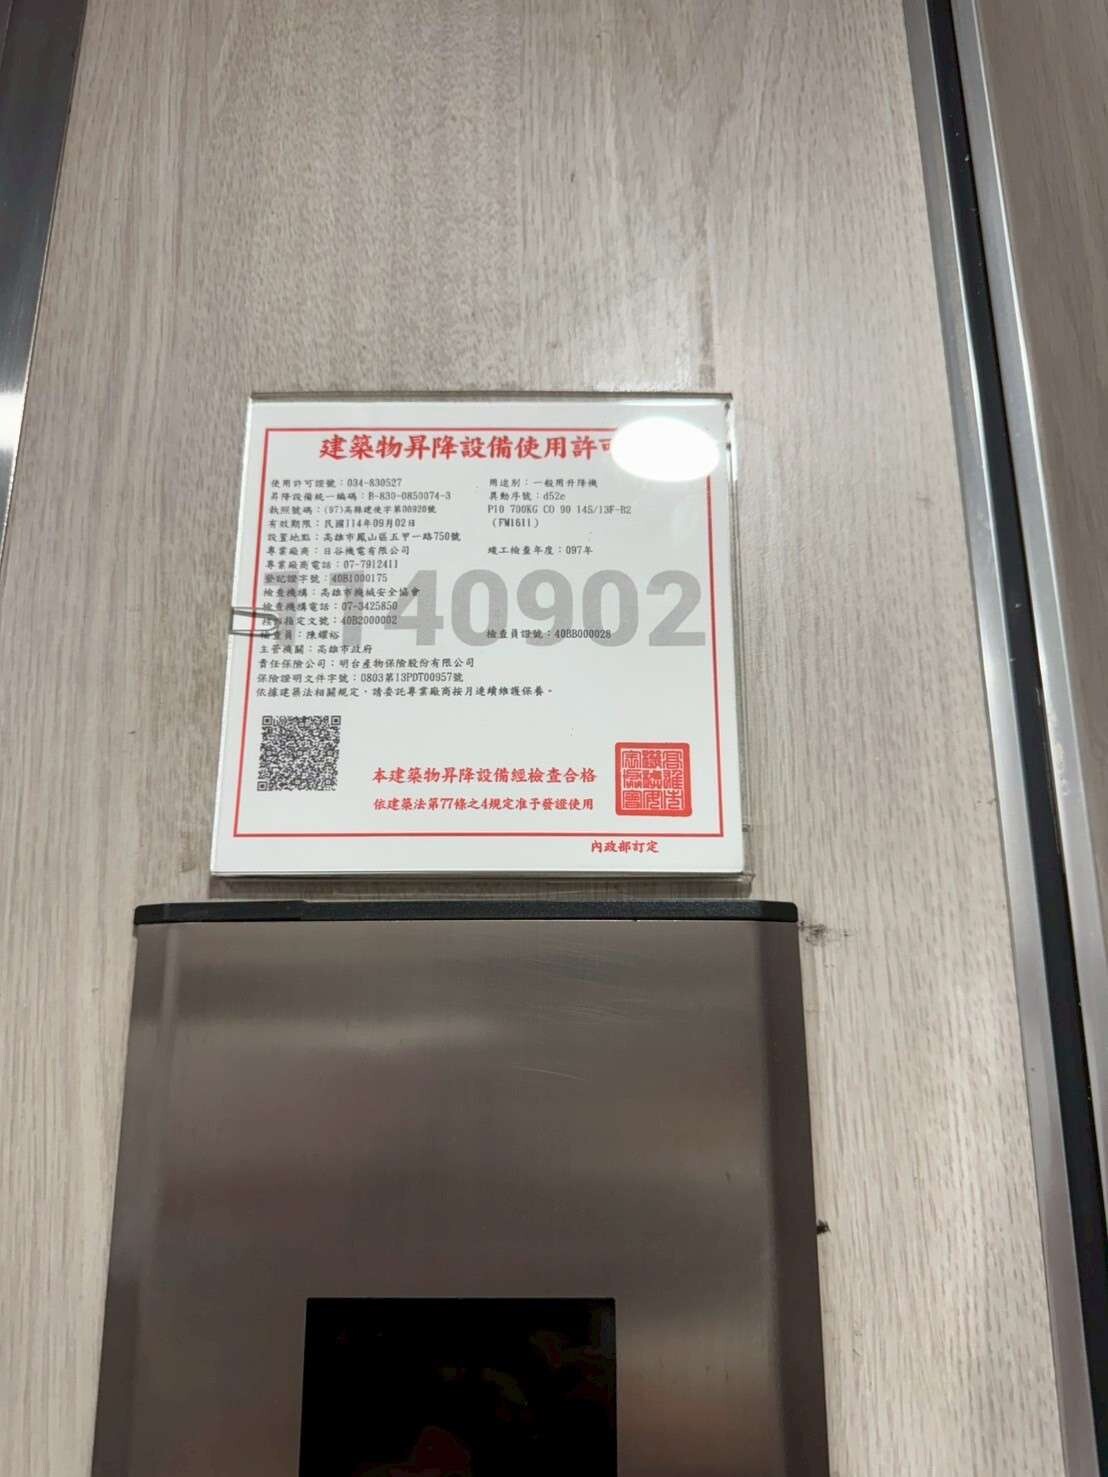 建築物昇降設備使用許可
使用許可證號：034-830527
用途別：一般用升降機
昇降設備統一編碼：B-830-0850074-3
異動序號：d52e
執照號碼：(97)高縣建使字第00920號
P10 700KG CO 90 145/13F-B2
有效期限：民國114年09月02日
(FM1611)
設置地點：高雄市鳳山區五甲一路750號
專業廠商：日谷機電有限公司
竣工檢查年度：097年
專業廠商電話：07-7912411
登記證字號：40B1000175
檢查機構：高雄市機械安全協會
檢查機構電話：07-3425850
140902
指定文號：40B2000002
檢查員：陳耀裕
檢查員證號：40BB000028
主管機關：高雄市政府
責任保險公司：明台產物保險股份有限公司
保險證明文件字號：0803第13PDT00957號
依據建築法相關規定，請委託專業廠商按月連續維護保養。
本建築物昇降設備經檢查合格
依建築法第77條之4規定准予發證使用
內政部訂定